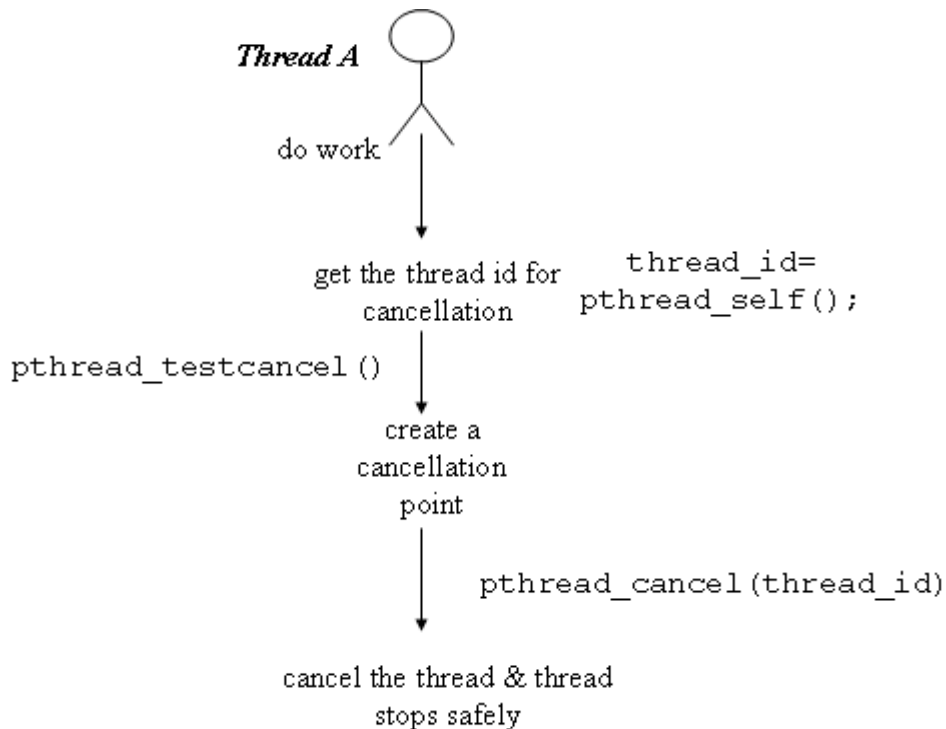 Thread A
do work
get the thread id for
cancellation
thread_id=
pthread_self();
pthread_testcancel()
create a
cancellation
point
pthread_cancel(thread_id)
cancel the thread & thread
stops safely